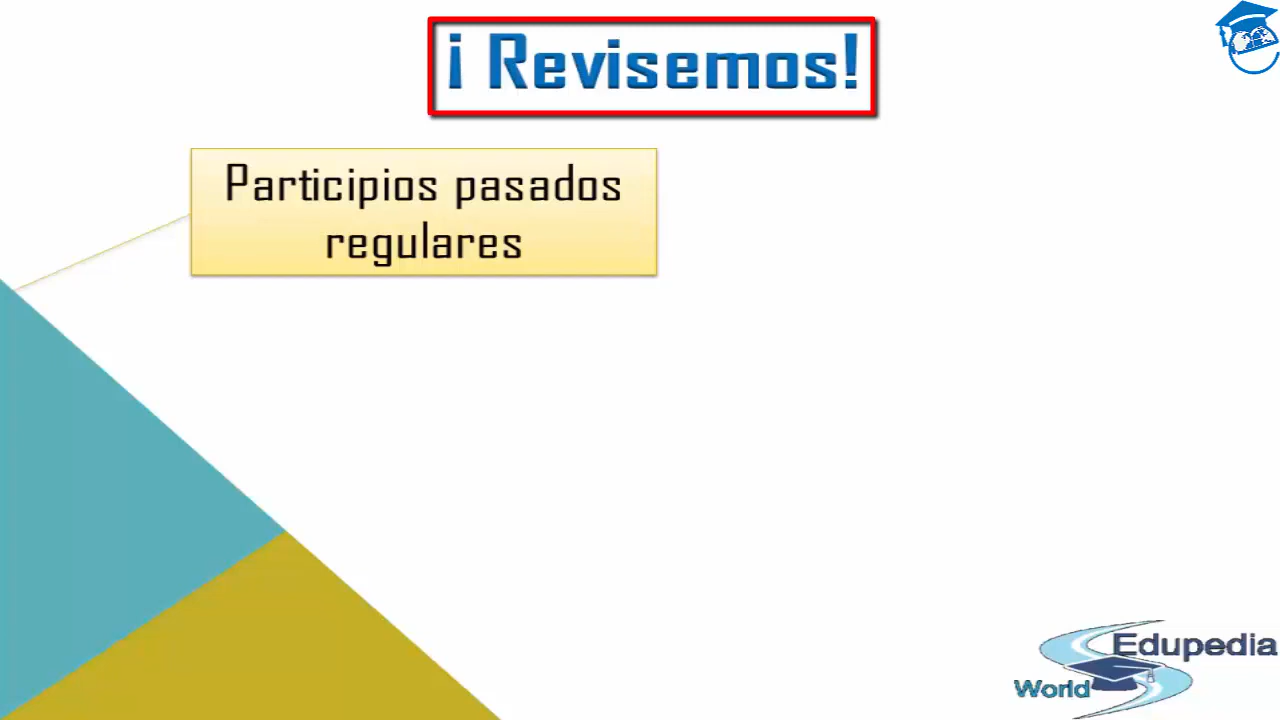 ¡ Revisemos!
Participios pasados
regulares
Edupedia
World